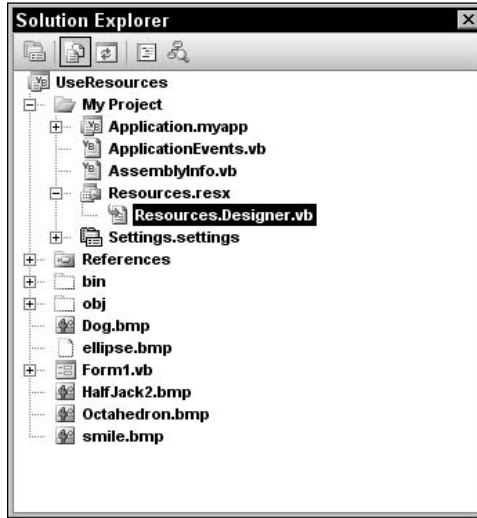 Solution Explorer
UseResources
My Project
Application.myapp
ApplicationEvents.vb
AssemblyInfo.vb
Resources.resx
Resources.Designer.vb
Settings.settings
References
bin
obj
Dog.bmp
ellipse.bmp
Form1.vb
HalfJack2.bmp
Octahedron.bmp
smile.bmp